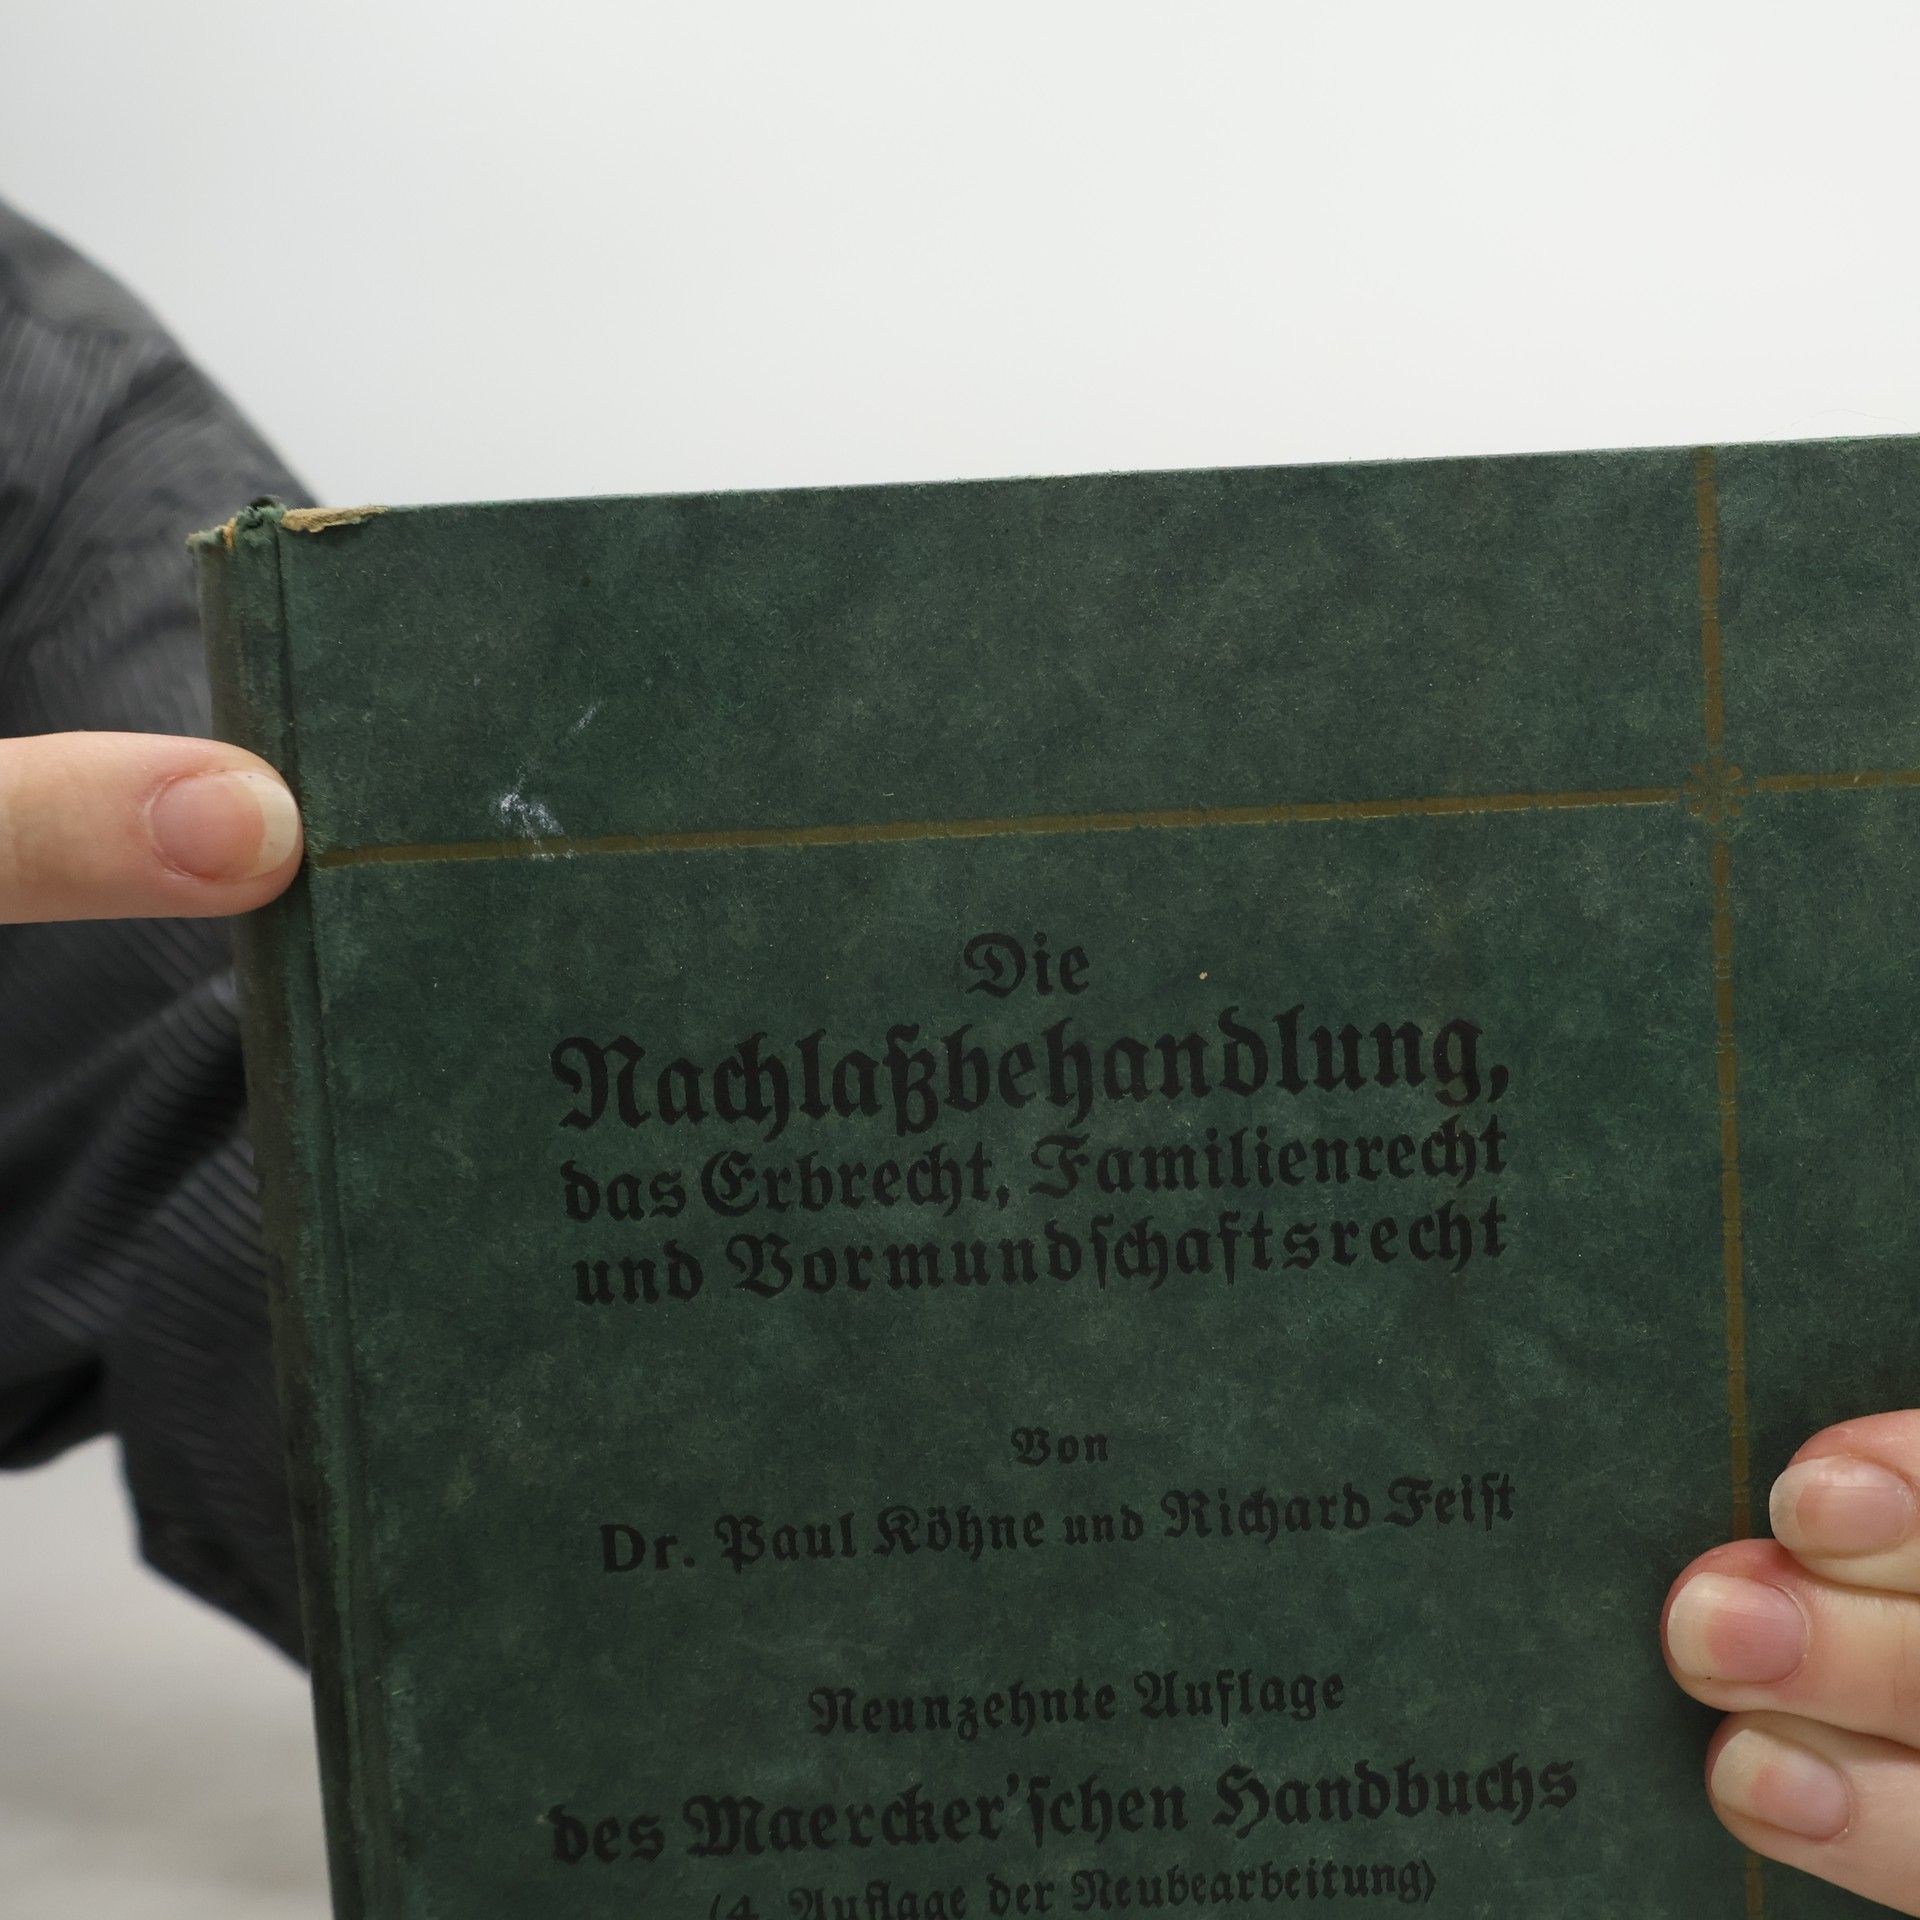 Die
Nachlaßbehandlung,
das Erbrecht, Familienrecht
und Vormundſchaftsrecht
Von
Dr. Paul Köhne und Richard Feiſt
Neunzehnte Auflage
des Maercker'ſchen Handbuchs
(4. Auflage der Neubearbeitung)